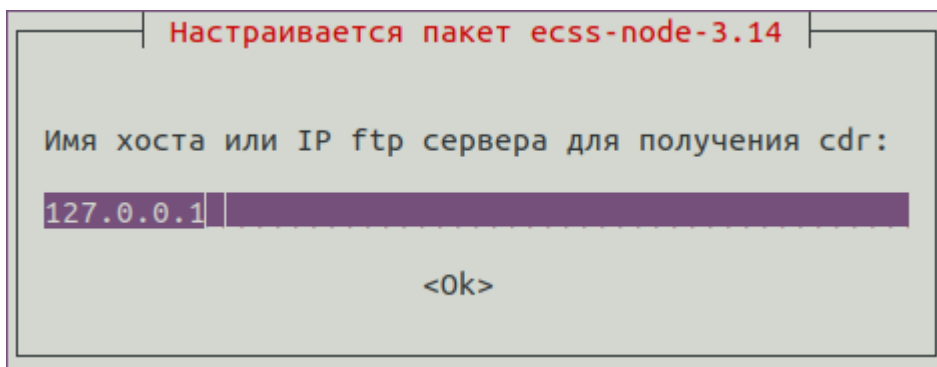 Настраивается пакет ecss-node-3.14
Имя хоста или IP ftp сервера для получения cdr:
127.0.0.1
<Ok>